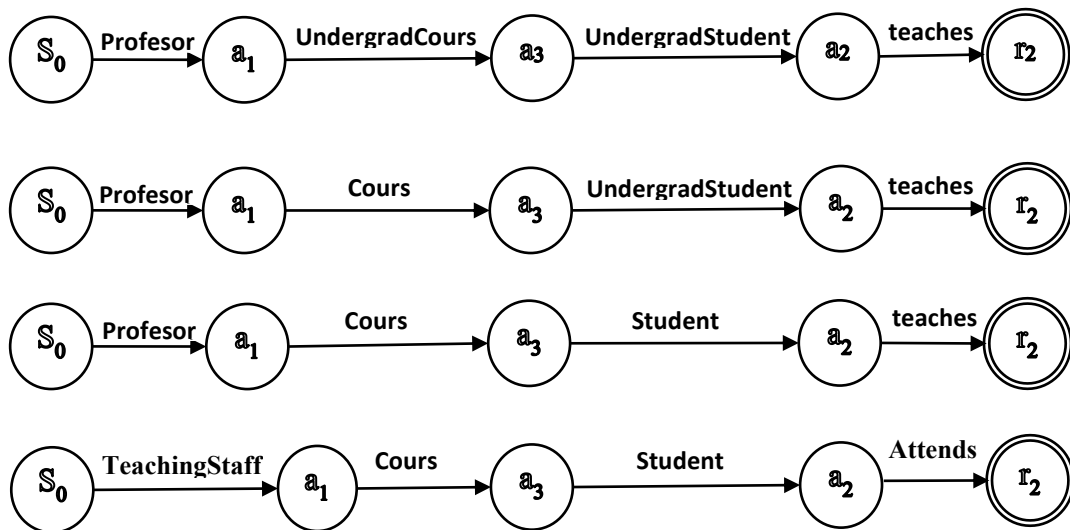 S0 Profesor a1 UndergradCours a3 UndergradStudent a2 teaches r2
S0 Profesor a1 Cours a3 UndergradStudent a2 teaches r2
S0 Profesor a1 Cours a3 Student a2 teaches r2
S0 TeachingStaff a1 Cours a3 Student a2 Attends r2